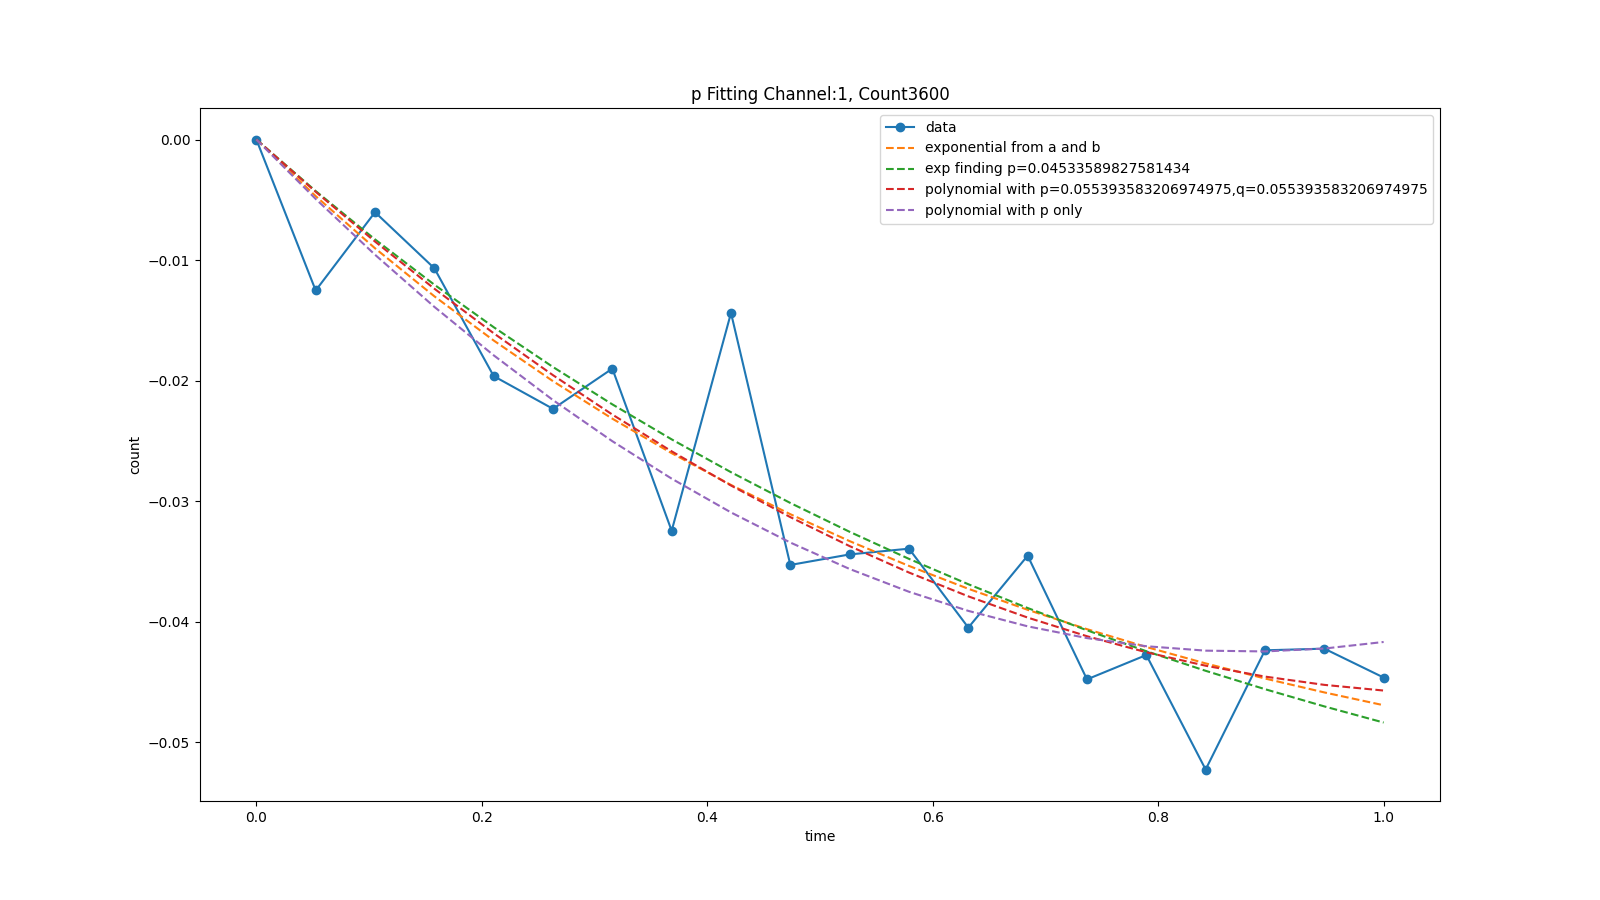 p Fitting Channel:1, Count3600
data
exponential from a and b
exp finding p=0.04533589827581434
polynomial with p=0.055393583206974975,q=0.055393583206974975
polynomial with p only
0.00
−0.01
−0.02
−0.03
−0.04
−0.05
count
0.0 0.2 0.4 0.6 0.8 1.0
time